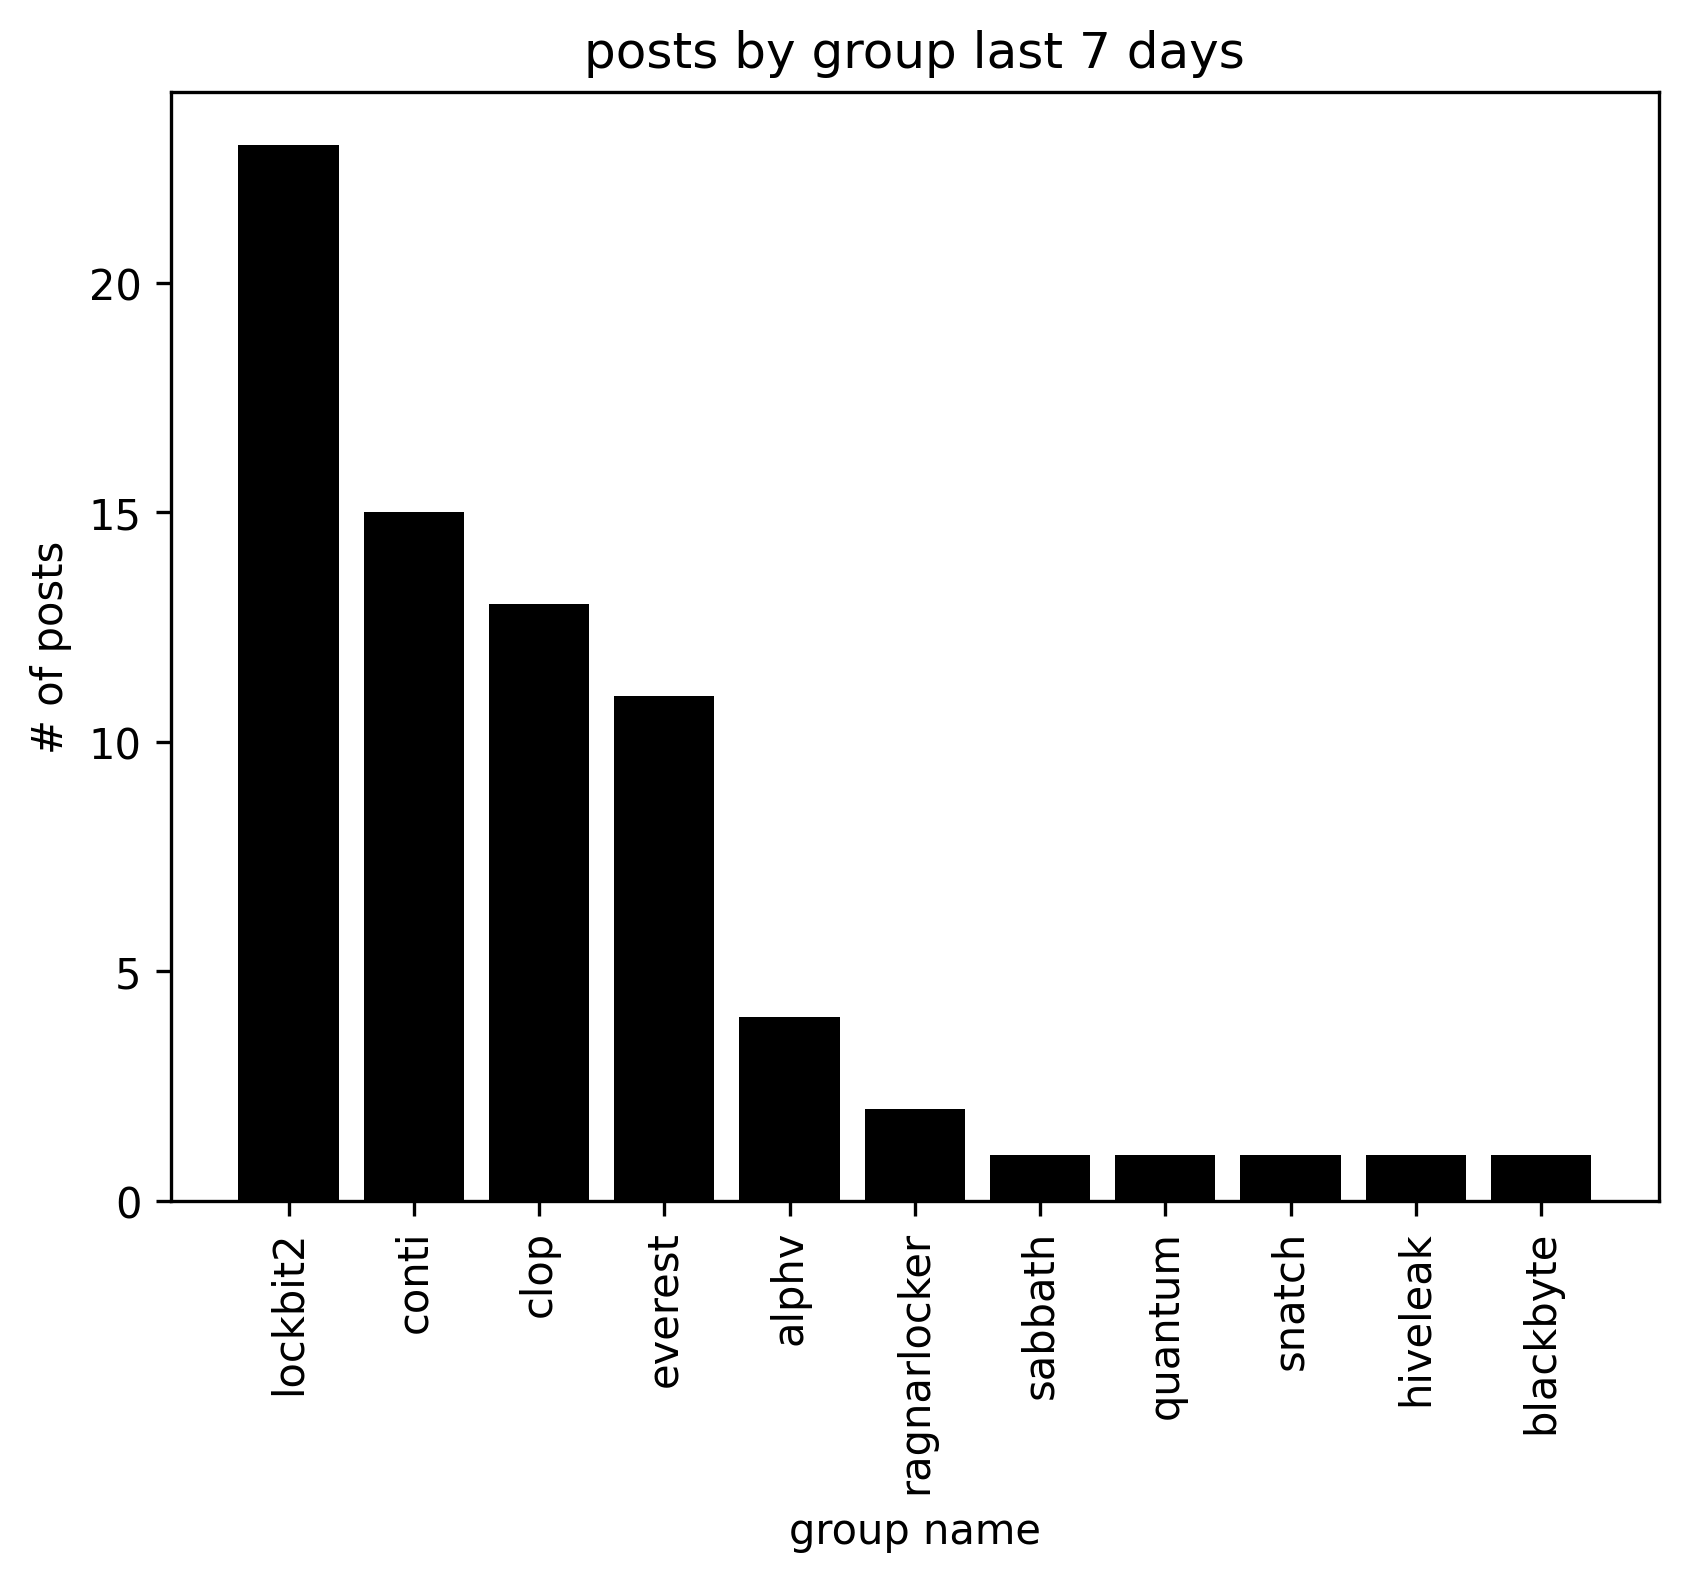 posts by group last 7 days
# of posts
20
15
10
5
0
lockbit2
conti
clop
everest
alphv
ragnarlocker
sabbath
quantum
snatch
hiveleak
blackbyte
group name